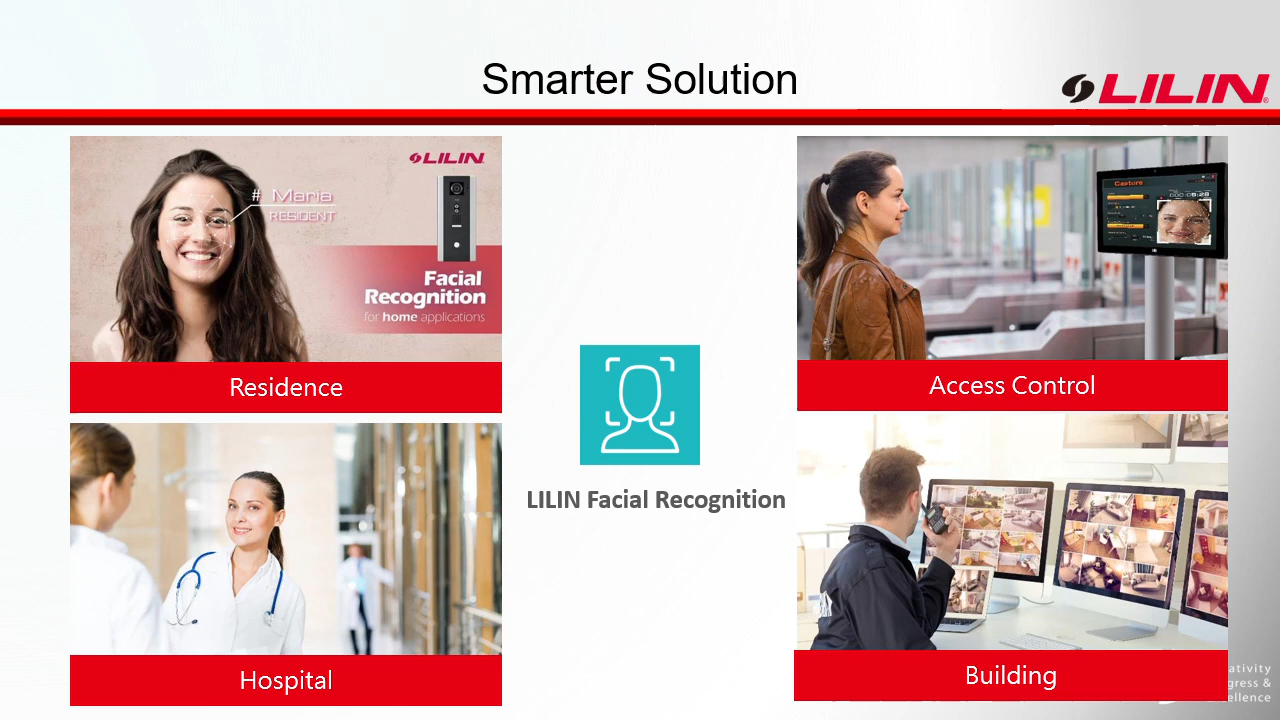 Smarter Solution
LILIN
LILIN
# Maria
RESIDENT
Facial
Recognition
for home applications
Residence
Capture
Access Control
LILIN Facial Recognition
Hospital
Building